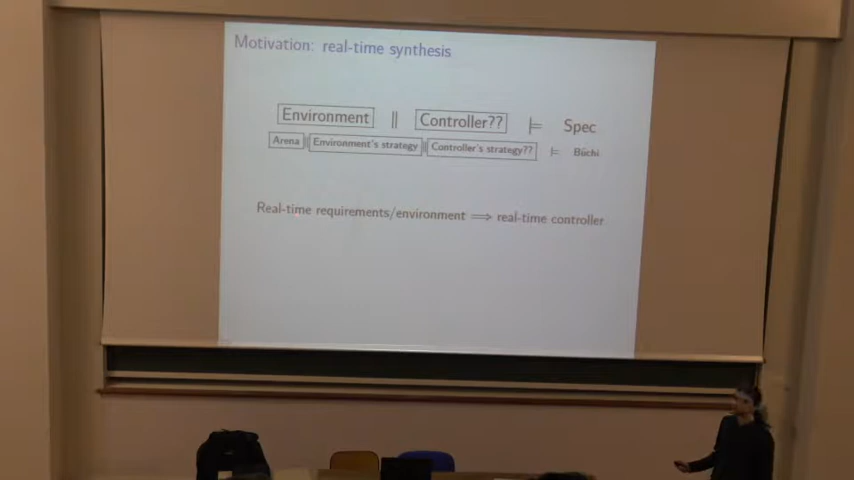 Motivation: real-time synthesis
Environment || Controller?? ⊨ Spec
Arena || Environment's strategy || Controller's strategy?? ⊨ Büchi
Real-time requirements/environment ⟹ real-time controller